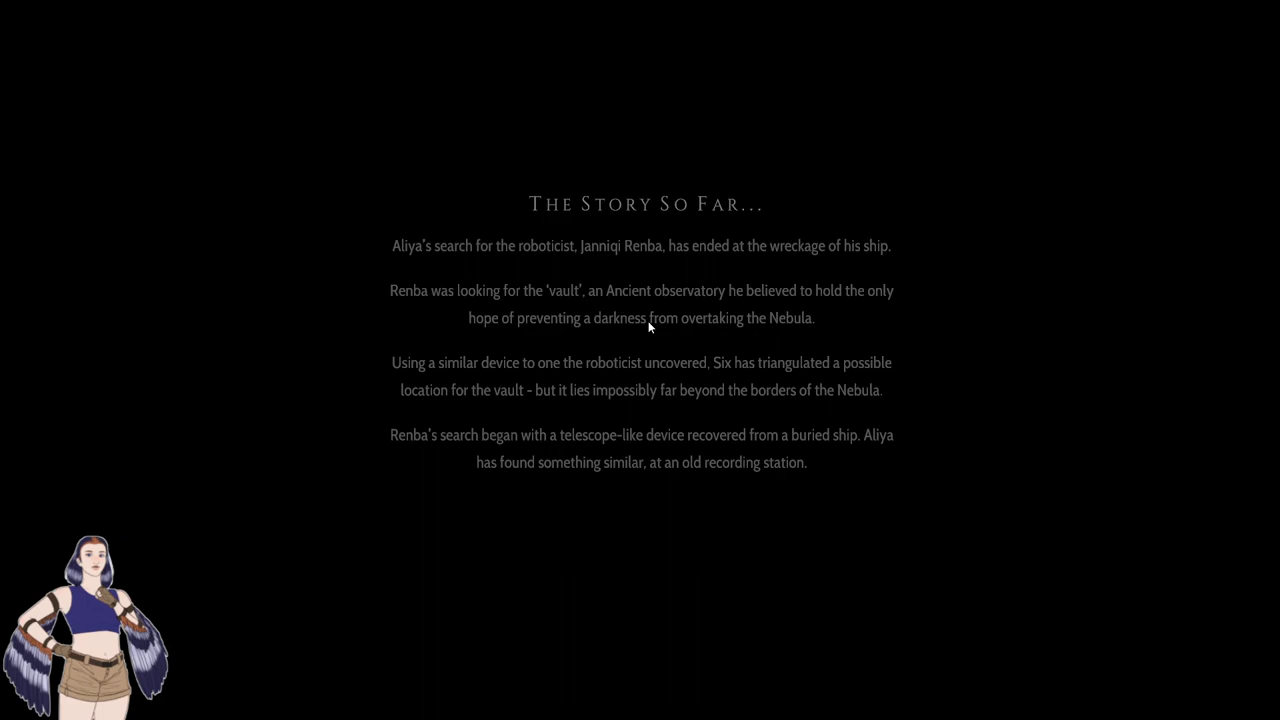 The Story So Far...
Aliya's search for the roboticist, Janniqi Renba, has ended at the wreckage of his ship.
Renba was looking for the 'vault', an Ancient observatory he believed to hold the only
hope of preventing a darkness from overtaking the Nebula.
Using a similar device to one the roboticist uncovered, Six has triangulated a possible
location for the vault - but it lies impossibly far beyond the borders of the Nebula.
Renba's search began with a telescope-like device recovered from a buried ship. Aliya
has found something similar, at an old recording station.